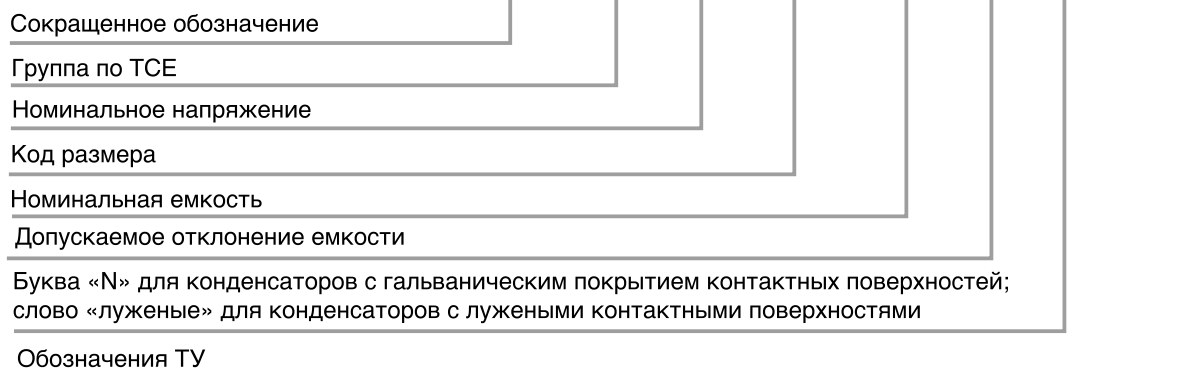 Сокращенное обозначение
Группа по ТСЕ
Номинальное напряжение
Код размера
Номинальная емкость
Допускаемое отклонение емкости
Буква «N» для конденсаторов с гальваническим покрытием контактных поверхностей;
слово «луженые» для конденсаторов с лужеными контактными поверхностями
Обозначения ТУ